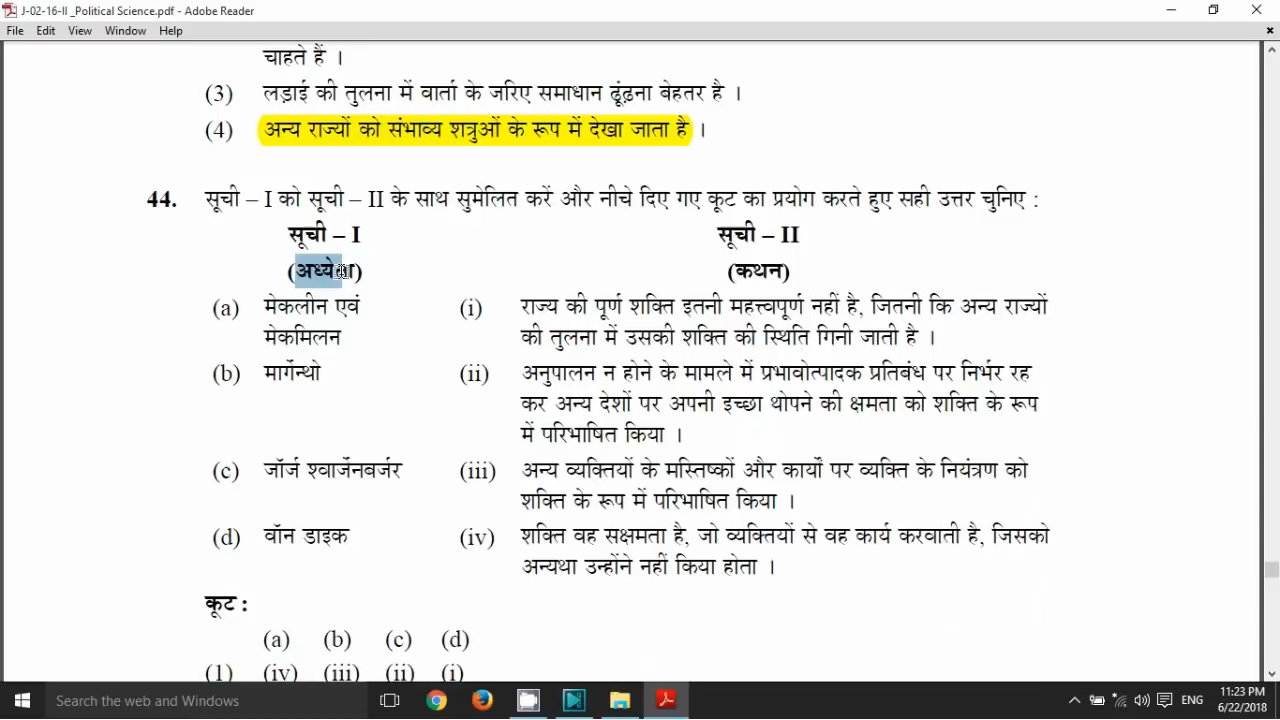 J-02-16-II _Political Science.pdf - Adobe Reader
File Edit View Window Help
चाहते हैं ।
(3) लड़ाई की तुलना में वार्ता के जरिए समाधान ढूंढ़ना बेहतर है ।
(4) अन्य राज्यों को संभाव्य शत्रुओं के रूप में देखा जाता है ।
44. सूची – I को सूची – II के साथ सुमेलित करें और नीचे दिए गए कूट का प्रयोग करते हुए सही उत्तर चुनिए :
सूची – I सूची – II
(अध्येता) (कथन)
(a) मेकलीन एवं (i) राज्य की पूर्ण शक्ति इतनी महत्त्वपूर्ण नहीं है, जितनी कि अन्य राज्यों
मेकमिलन की तुलना में उसकी शक्ति की स्थिति गिनी जाती है ।
(b) मार्गेन्थो (ii) अनुपालन न होने के मामले में प्रभावोत्पादक प्रतिबंध पर निर्भर रह
कर अन्य देशों पर अपनी इच्छा थोपने की क्षमता को शक्ति के रूप
में परिभाषित किया ।
(c) जॉर्ज श्वार्जेनबर्जर (iii) अन्य व्यक्तियों के मस्तिष्कों और कार्यों पर व्यक्ति के नियंत्रण को
शक्ति के रूप में परिभाषित किया ।
(d) वॉन डाइक (iv) शक्ति वह सक्षमता है, जो व्यक्तियों से वह कार्य करवाती है, जिसको
अन्यथा उन्होंने नहीं किया होता ।
कूट :
(a) (b) (c) (d)
(1) (iv) (iii) (ii) (i)
Search the web and Windows
ENG
11:23 PM
6/22/2018